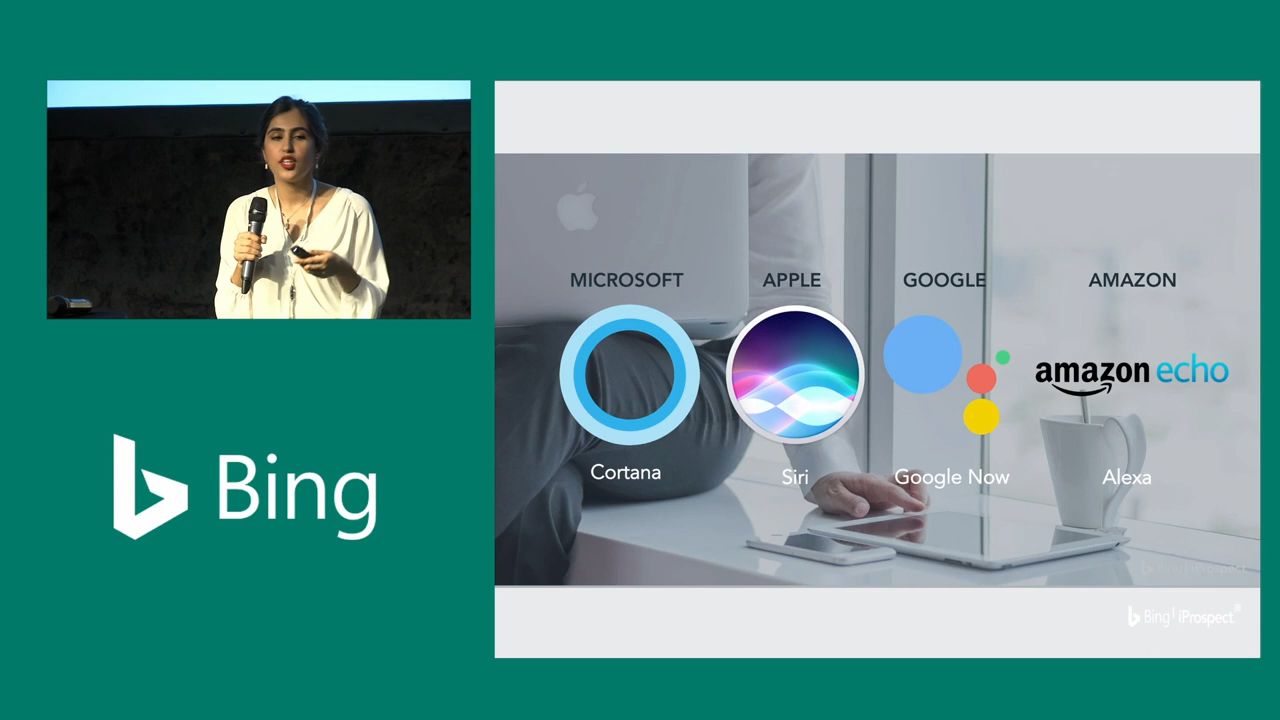 Bing
MICROSOFT
APPLE
GOOGLE
AMAZON
amazon echo
Cortana
Siri
Google Now
Alexa
Bing iProspect